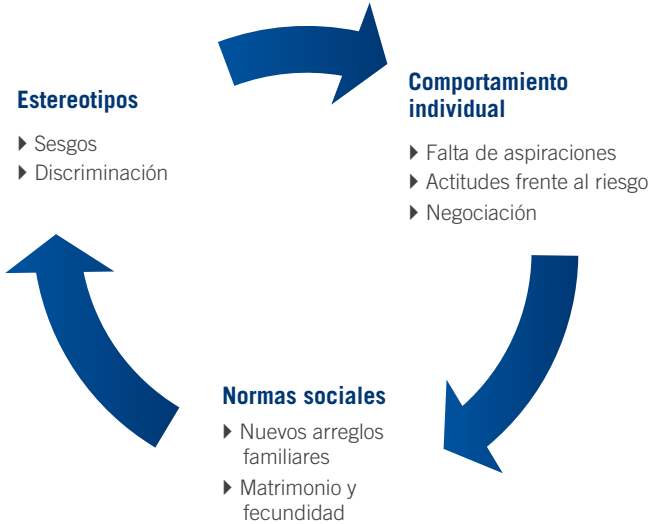 Estereotipos
▶ Sesgos
▶ Discriminación
Comportamiento
individual
▶ Falta de aspiraciones
▶ Actitudes frente al riesgo
▶ Negociación
Normas sociales
▶ Nuevos arreglos
familiares
▶ Matrimonio y
fecundidad